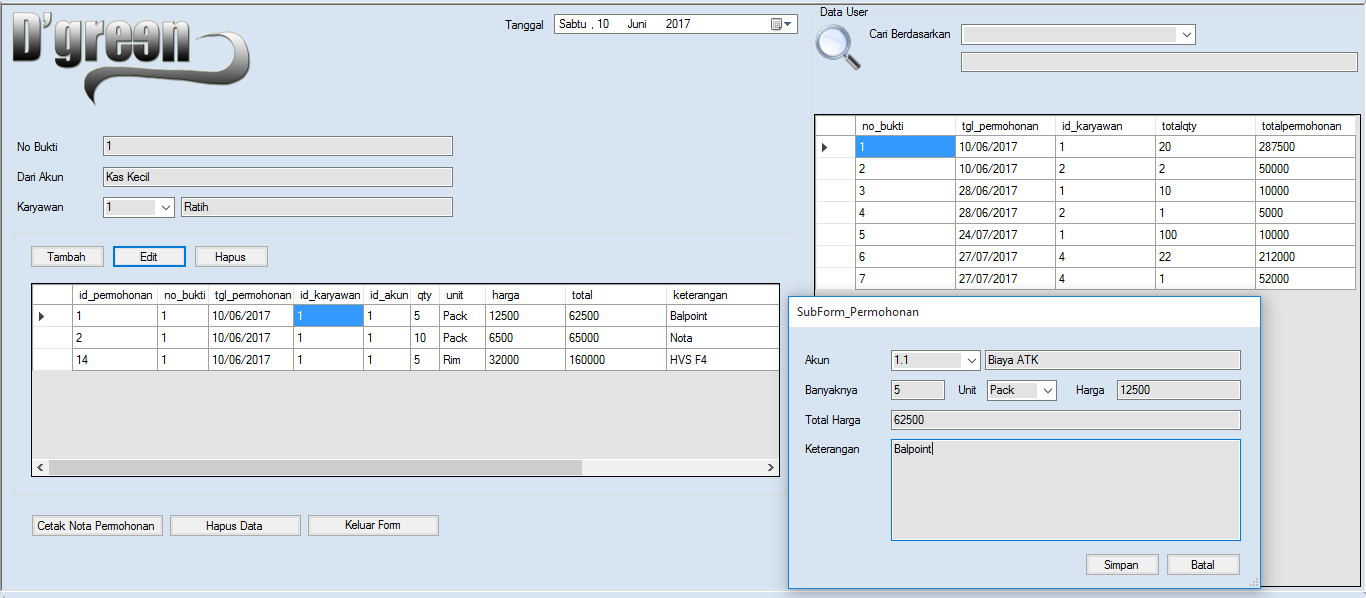 D'green
Tanggal Sabtu , 10 Juni 2017
No Bukti 1
Dari Akun Kas Kecil
Karyawan 1 Ratih
Tambah Edit Hapus
id_permohonan no_bukti tgl_permohonan id_karyawan id_akun qty unit harga total keterangan
1 1 10/06/2017 1 1 5 Pack 12500 62500 Balpoint
2 1 10/06/2017 1 1 10 Pack 6500 65000 Nota
14 1 10/06/2017 1 1 5 Rim 32000 160000 HVS F4
Cetak Nota Permohonan Hapus Data Keluar Form
Data User
Cari Berdasarkan
no_bukti tgl_permohonan id_karyawan totalqty totalpermohonan
1 10/06/2017 1 20 287500
2 10/06/2017 2 2 50000
3 28/06/2017 1 10 10000
4 28/06/2017 2 1 5000
5 24/07/2017 1 100 10000
6 27/07/2017 4 22 212000
7 27/07/2017 4 1 52000
SubForm_Permohonan
Akun 1.1 Biaya ATK
Banyaknya 5 Unit Pack Harga 12500
Total Harga 62500
Keterangan Balpoint
Simpan Batal